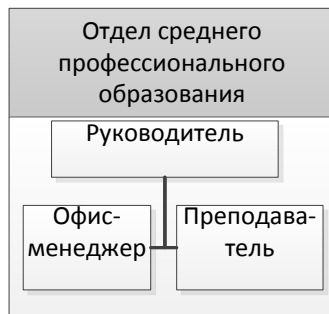 Отдел среднего
профессионального
образования
Руководитель
Офис-
менеджер
Преподава-
тель